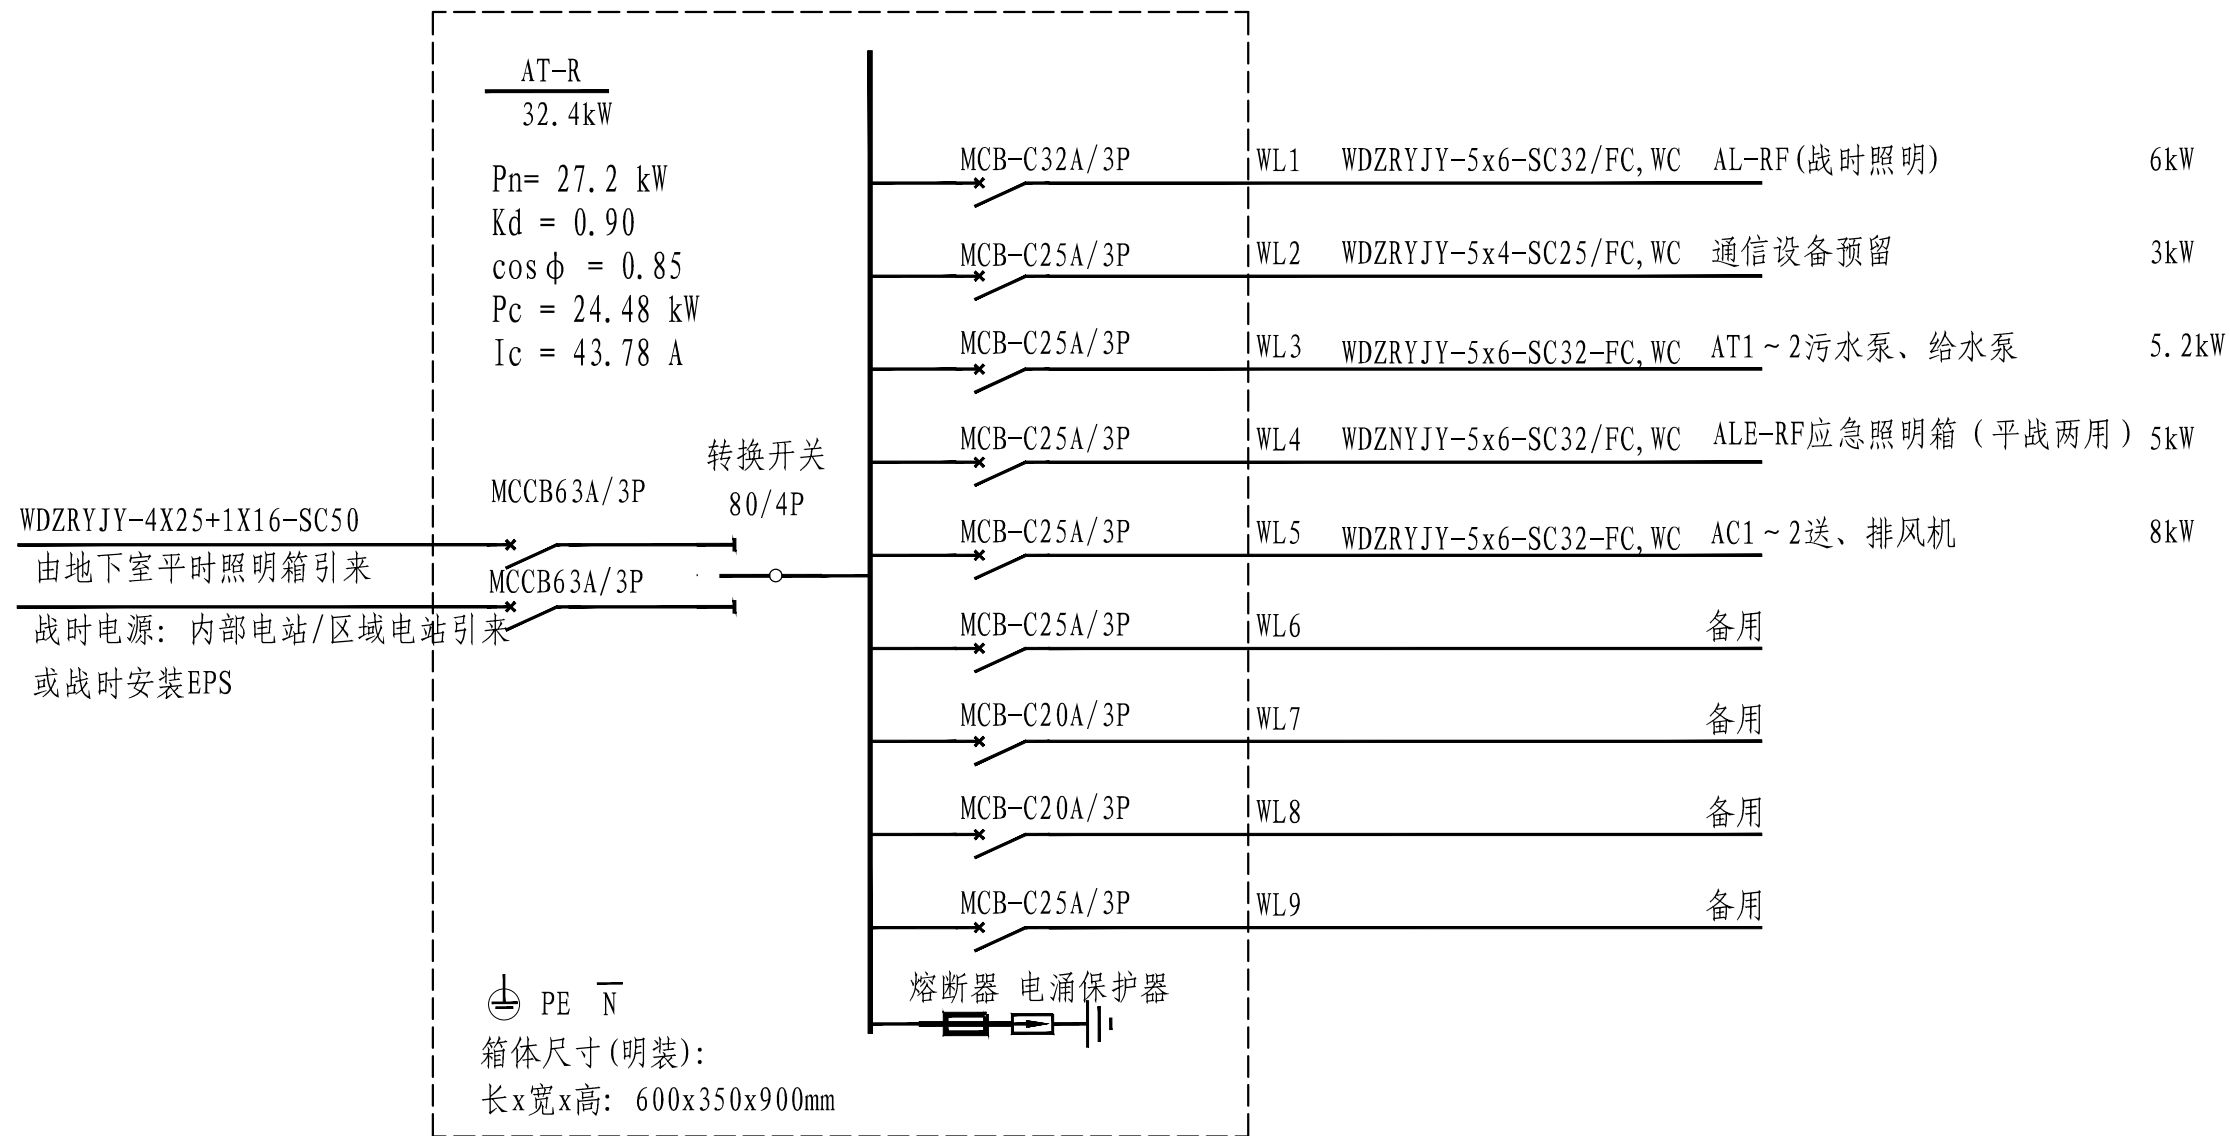 AT-R
32.4kW
Pn= 27.2 kW
Kd = 0.90
cosφ = 0.85
Pc = 24.48 kW
Ic = 43.78 A
转换开关
80/4P
MCCB63A/3P
WDZRYJY-4X25+1X16-SC50
由地下室平时照明箱引来
MCCB63A/3P
战时电源: 内部电站/区域电站引来
或战时安装EPS
MCB-C32A/3P WL1 WDZRYJY-5x6-SC32/FC,WC AL-RF(战时照明) 6kW
MCB-C25A/3P WL2 WDZRYJY-5x4-SC25/FC,WC 通信设备预留 3kW
MCB-C25A/3P WL3 WDZRYJY-5x6-SC32-FC,WC AT1~2污水泵、给水泵 5.2kW
MCB-C25A/3P WL4 WDZNYJY-5x6-SC32/FC,WC ALE-RF应急照明箱（平战两用） 5kW
MCB-C25A/3P WL5 WDZRYJY-5x6-SC32-FC,WC AC1~2送、排风机 8kW
MCB-C25A/3P WL6 备用
MCB-C20A/3P WL7 备用
MCB-C20A/3P WL8 备用
MCB-C25A/3P WL9 备用
熔断器 电涌保护器
PE N
箱体尺寸(明装):
长x宽x高: 600x350x900mm